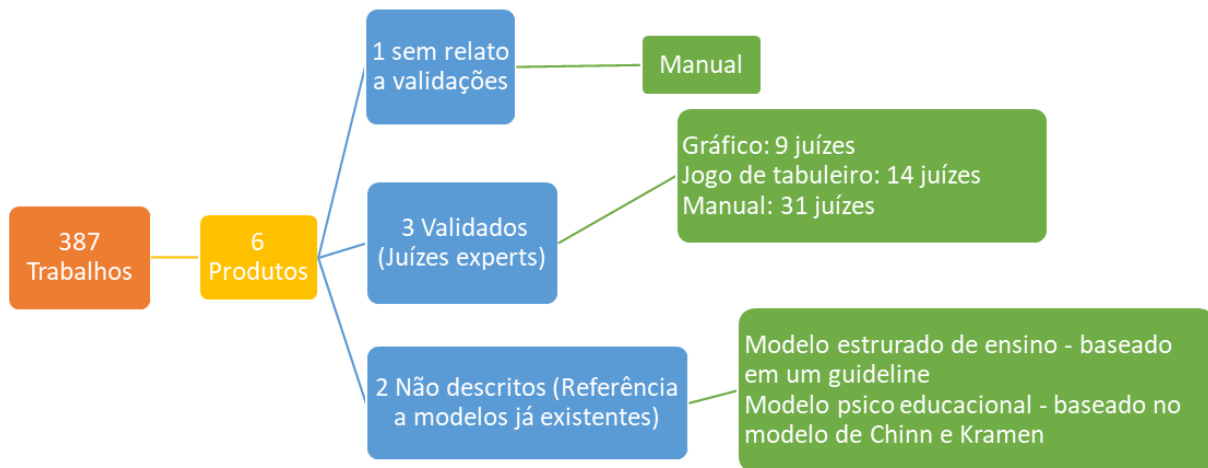 387
Trabalhos
6
Produtos
1 sem relato
a validações
Manual
3 Validados
(Juízes experts)
Gráfico: 9 juízes
Jogo de tabuleiro: 14 juízes
Manual: 31 juízes
2 Não descritos (Referência
a modelos já existentes)
Modelo estrurado de ensino - baseado
em um guideline
Modelo psico educacional - baseado no
modelo de Chinn e Kramen